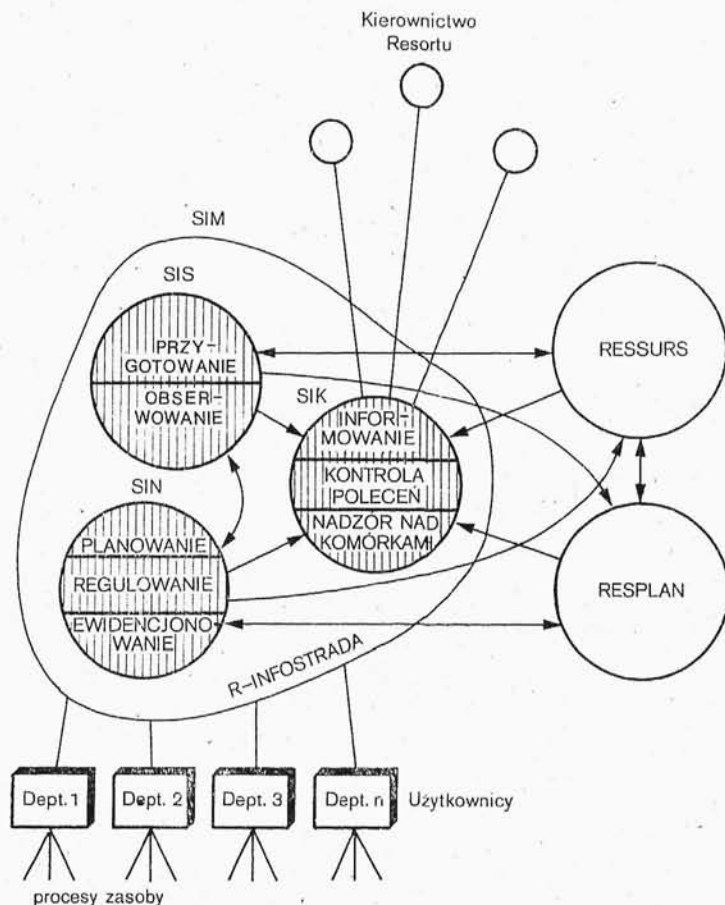 Kierownictwo
Resortu
SIM
SIS
PRZY-
GOTOWANIE
OBSER-
WOWANIE
RESSURS
SIK
INFOR-
MOWANIE
KONTROLA
POLECEŃ
NADZÓR NAD
KOMÓRKAMI
SIN
PLANOWANIE
REGULOWANIE
EWIDENCJONO-
WANIE
RESPLAN
R-INFOSTRADA
Dept. 1
Dept. 2
Dept. 3
Dept. n
Użytkownicy
procesy zasoby